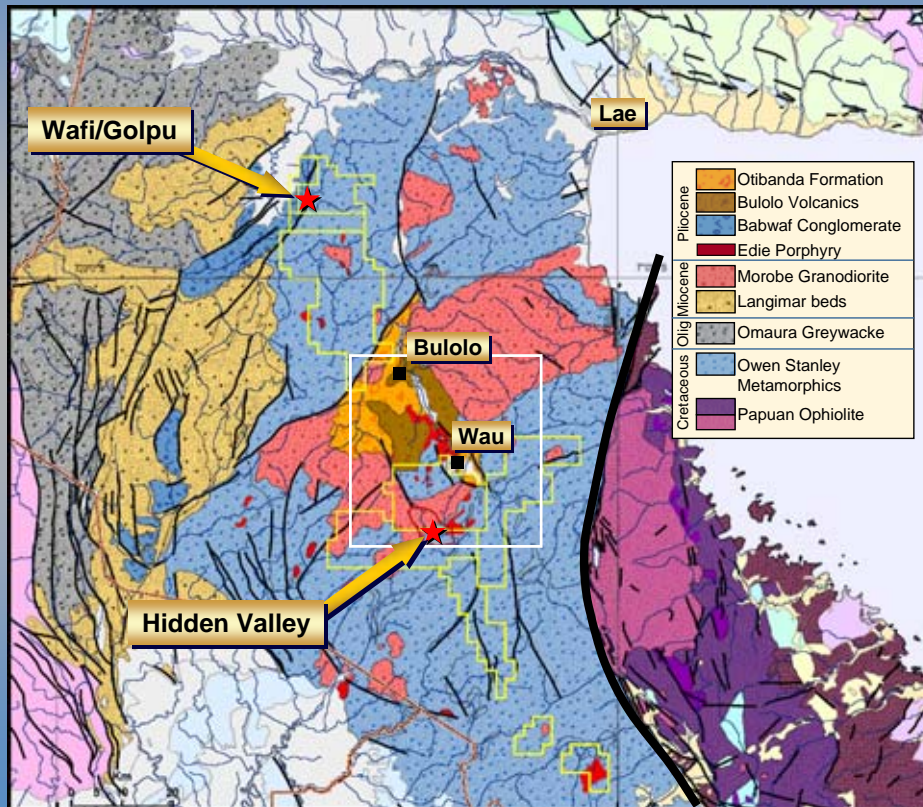 Wafi/Golpu
Lae
Pliocene
Otibanda Formation
Bulolo Volcanics
Babwaf Conglomerate
Edie Porphyry
Miocene
Morobe Granodiorite
Langimar beds
Olig
Omaura Greywacke
Cretaceous
Owen Stanley
Metamorphics
Papuan Ophiolite
Bulolo
Wau
Hidden Valley